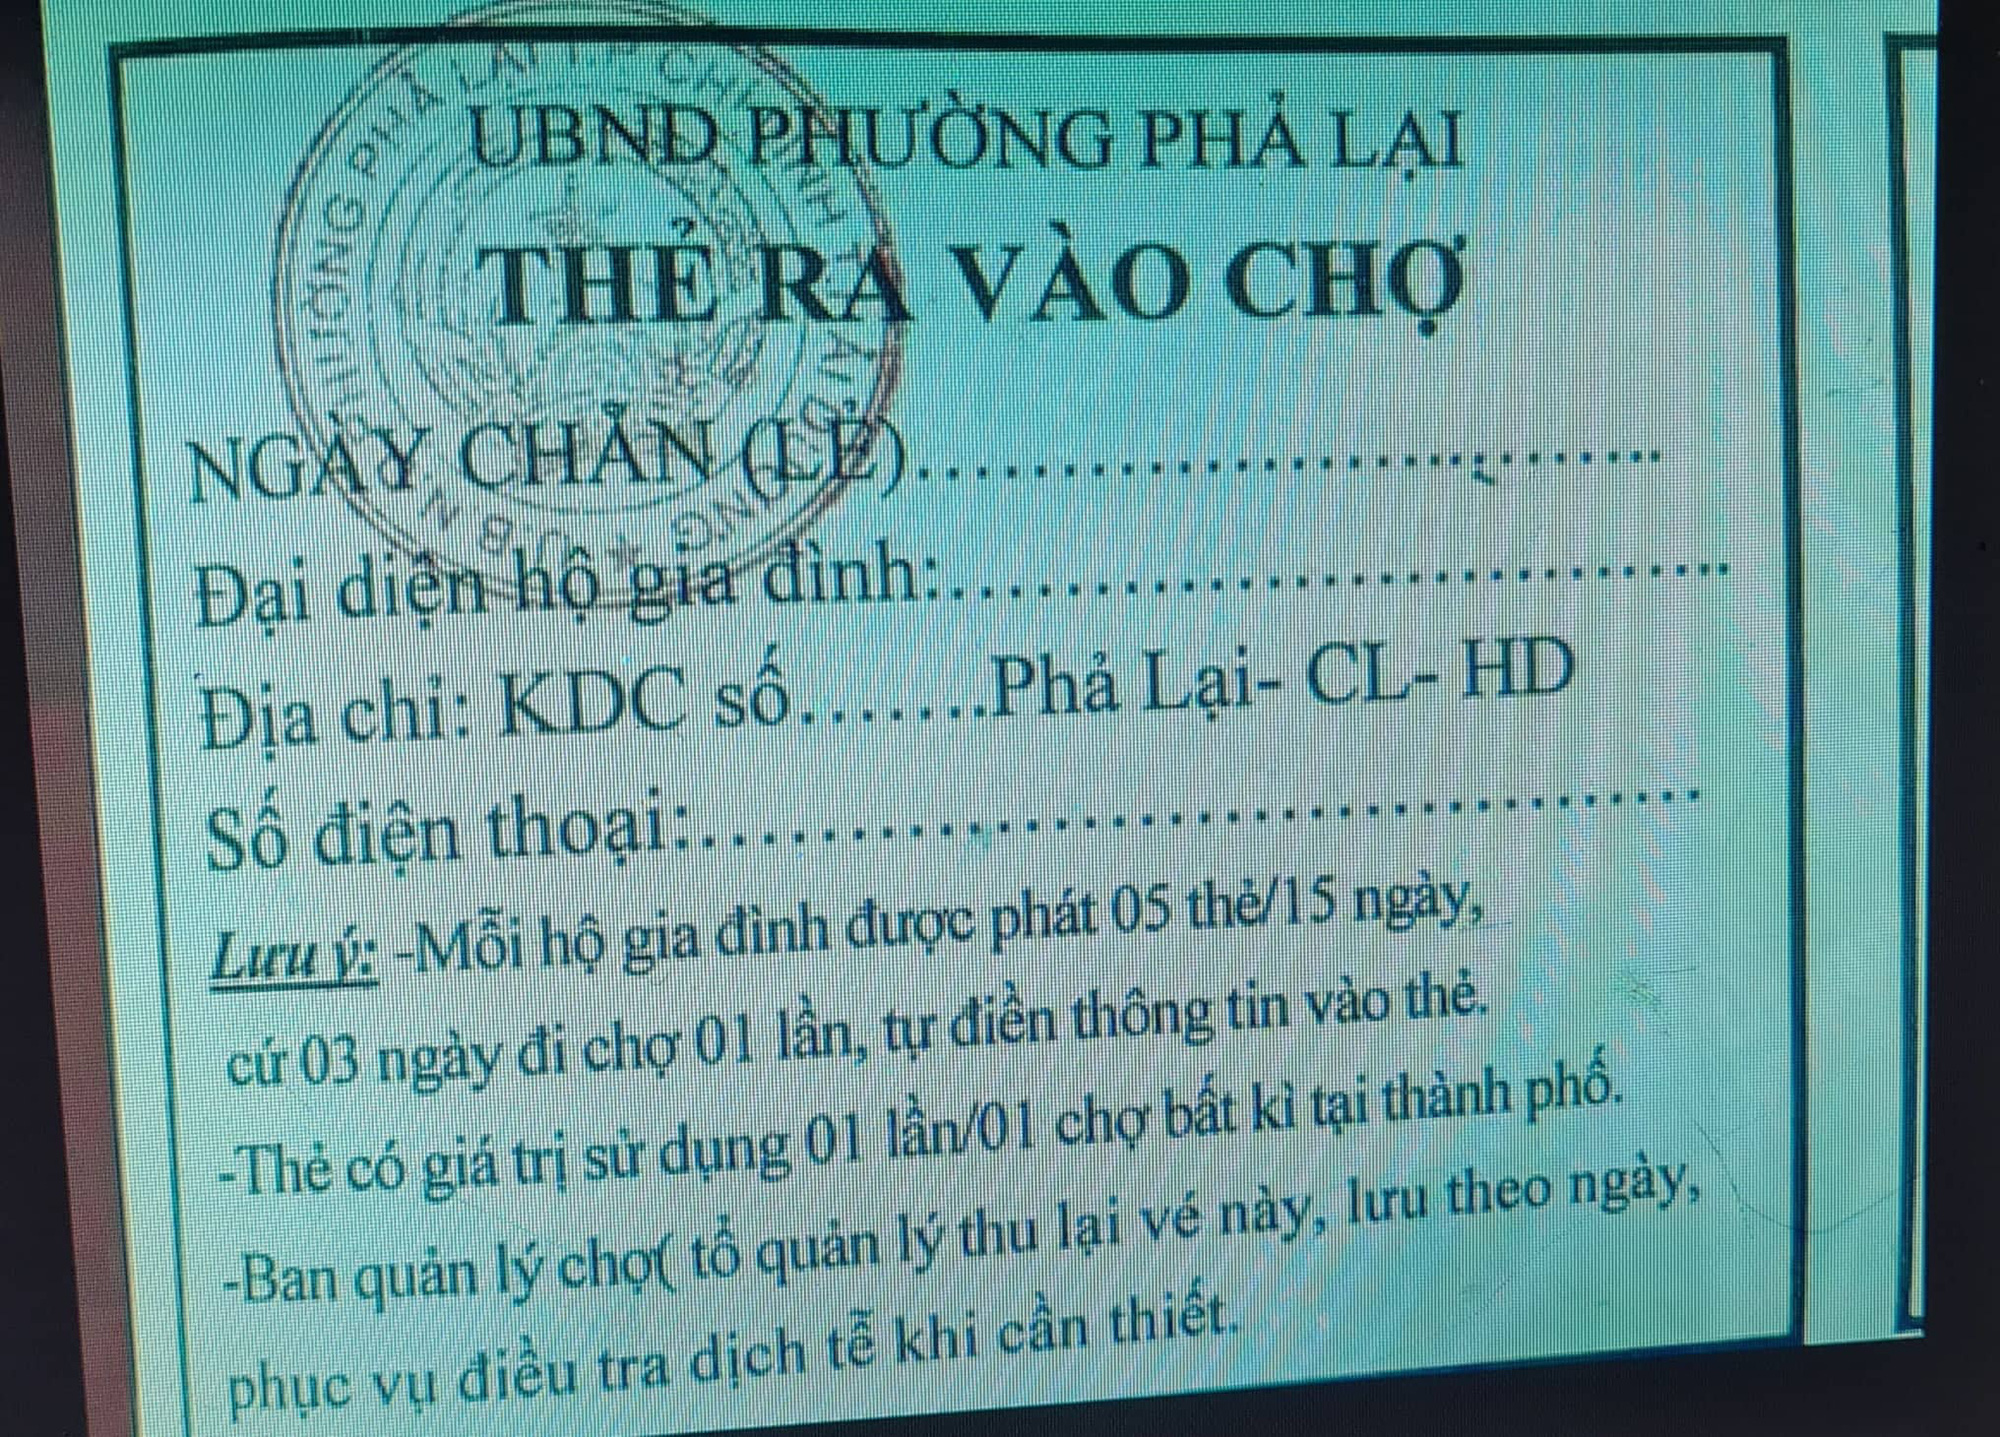 UBND PHƯỜNG PHẢ LẠI
THẺ RA VÀO CHỢ
NGÀY CHẴN (LẺ)..........................
Đại diện hộ gia đình:............................
Địa chỉ: KDC số.......Phả Lại- CL- HD
Số điện thoại:...................................
Lưu ý: -Mỗi hộ gia đình được phát 05 thẻ/15 ngày,
cứ 03 ngày đi chợ 01 lần, tự điền thông tin vào thẻ.
-Thẻ có giá trị sử dụng 01 lần/01 chợ bất kì tại thành phố.
-Ban quản lý chợ( tổ quản lý thu lại vé này, lưu theo ngày,
phục vụ điều tra dịch tễ khi cần thiết.